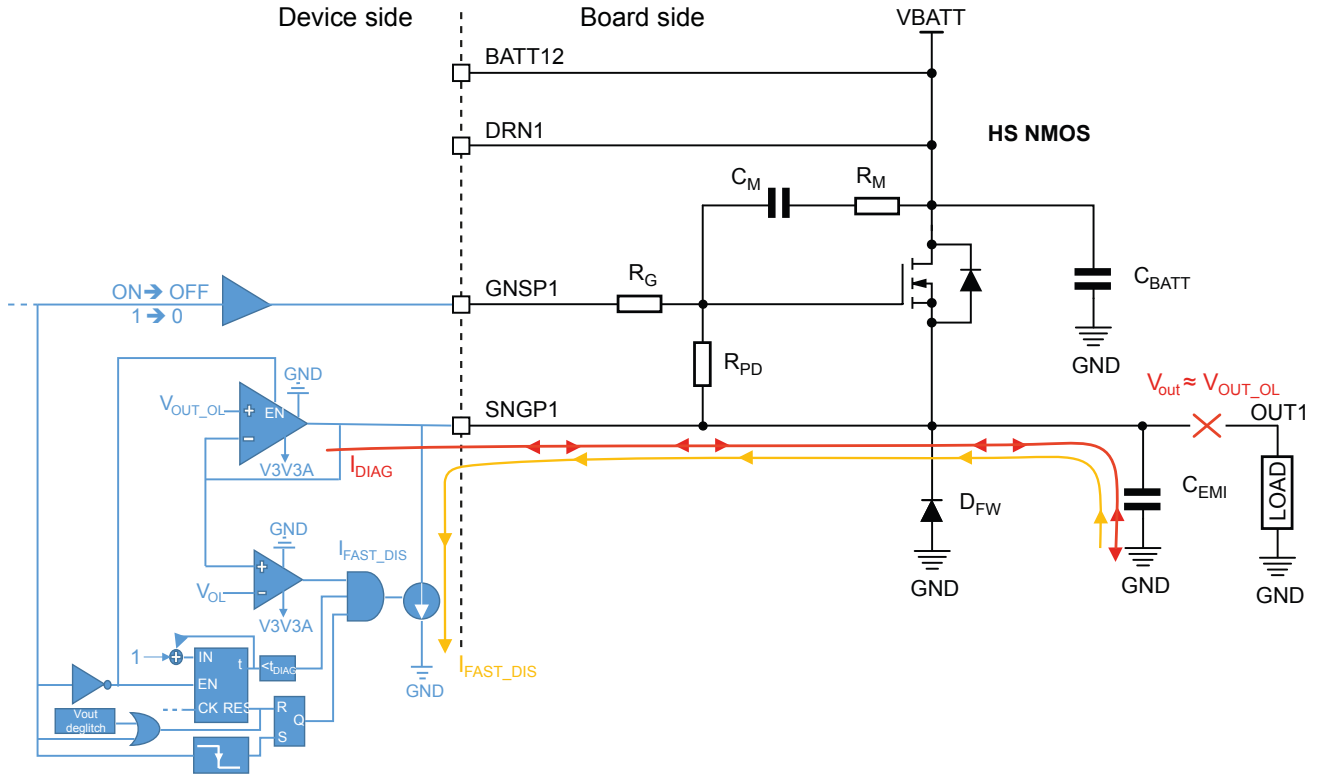 Device side
Board side
VBATT
BATT12
DRN1
HS NMOS
CM
RM
RG
CBATT
ON➔ OFF
1➔ 0
GNSP1
GND
RPD
GND
VOUT_OL
+
EN
−
Vout ≈ VOUT_OL
SNGP1
OUT1
V3V3A
IDIAG
CEMI
LOAD
DFW
GND
IFAST_DIS
+
VOL
−
GND
GND
GND
V3V3A
1
+
IN
t
<tDIAG
IFAST_DIS
EN
GND
CK
RES
R
Q
S
Vout
deglitch